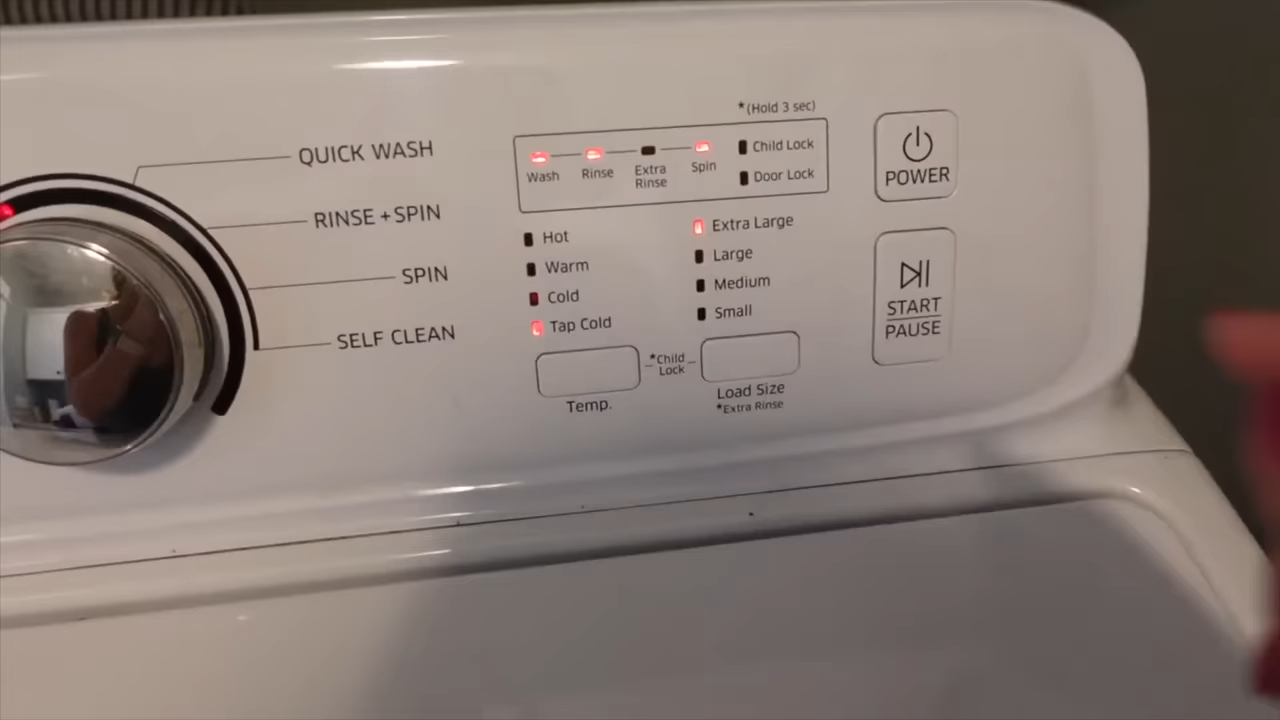 *(Hold 3 sec)
QUICK WASH
RINSE + SPIN
SPIN
SELF CLEAN
Wash
Rinse
Extra
Rinse
Spin
Child Lock
Door Lock
Hot
Warm
Cold
Tap Cold
Extra Large
Large
Medium
Small
*Child
Lock
Temp.
Load Size
*Extra Rinse
POWER
START
PAUSE